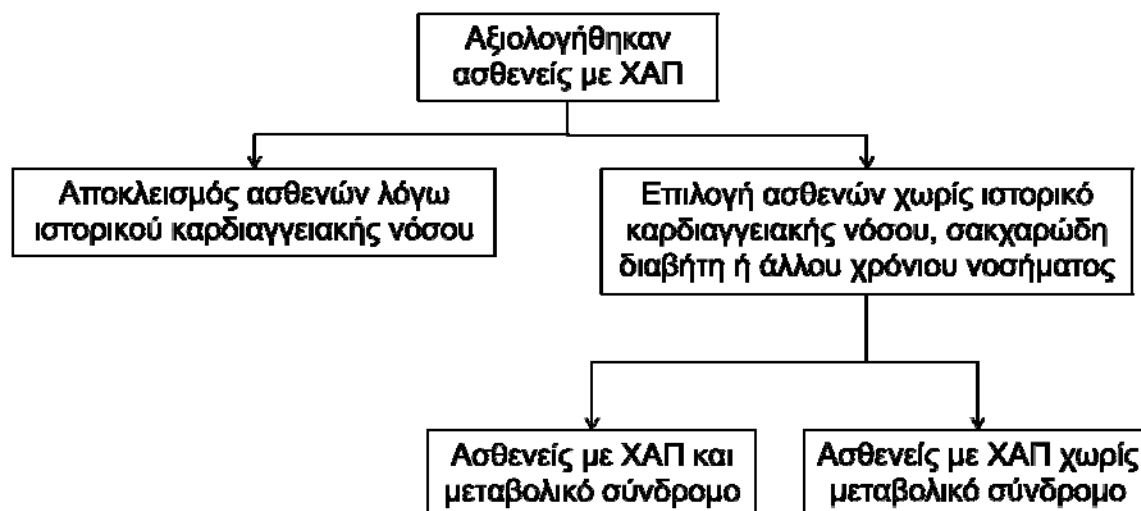 Αξιολογήθηκαν
ασθενείς με ΧΑΠ
Αποκλεισμός ασθενών λόγω
ιστορικού καρδιαγγειακής νόσου
Επιλογή ασθενών χωρίς ιστορικό
καρδιαγγειακής νόσου, σακχαρώδη
διαβήτη ή άλλου χρόνιου νοσήματος
Ασθενείς με ΧΑΠ και
μεταβολικό σύνδρομο
Ασθενείς με ΧΑΠ χωρίς
μεταβολικό σύνδρομο